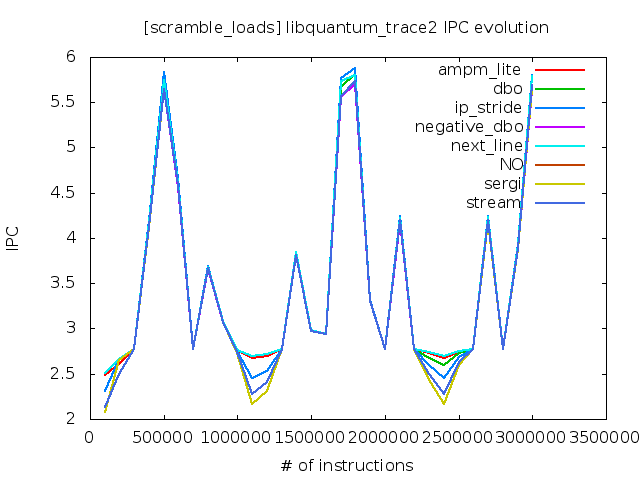 [scramble_loads] libquantum_trace2 IPC evolution
6
5.5
5
4.5
4
3.5
3
2.5
2
IPC
ampm_lite
dbo
ip_stride
negative_dbo
next_line
NO
sergi
stream
0 500000 1000000 1500000 2000000 2500000 3000000 3500000
# of instructions